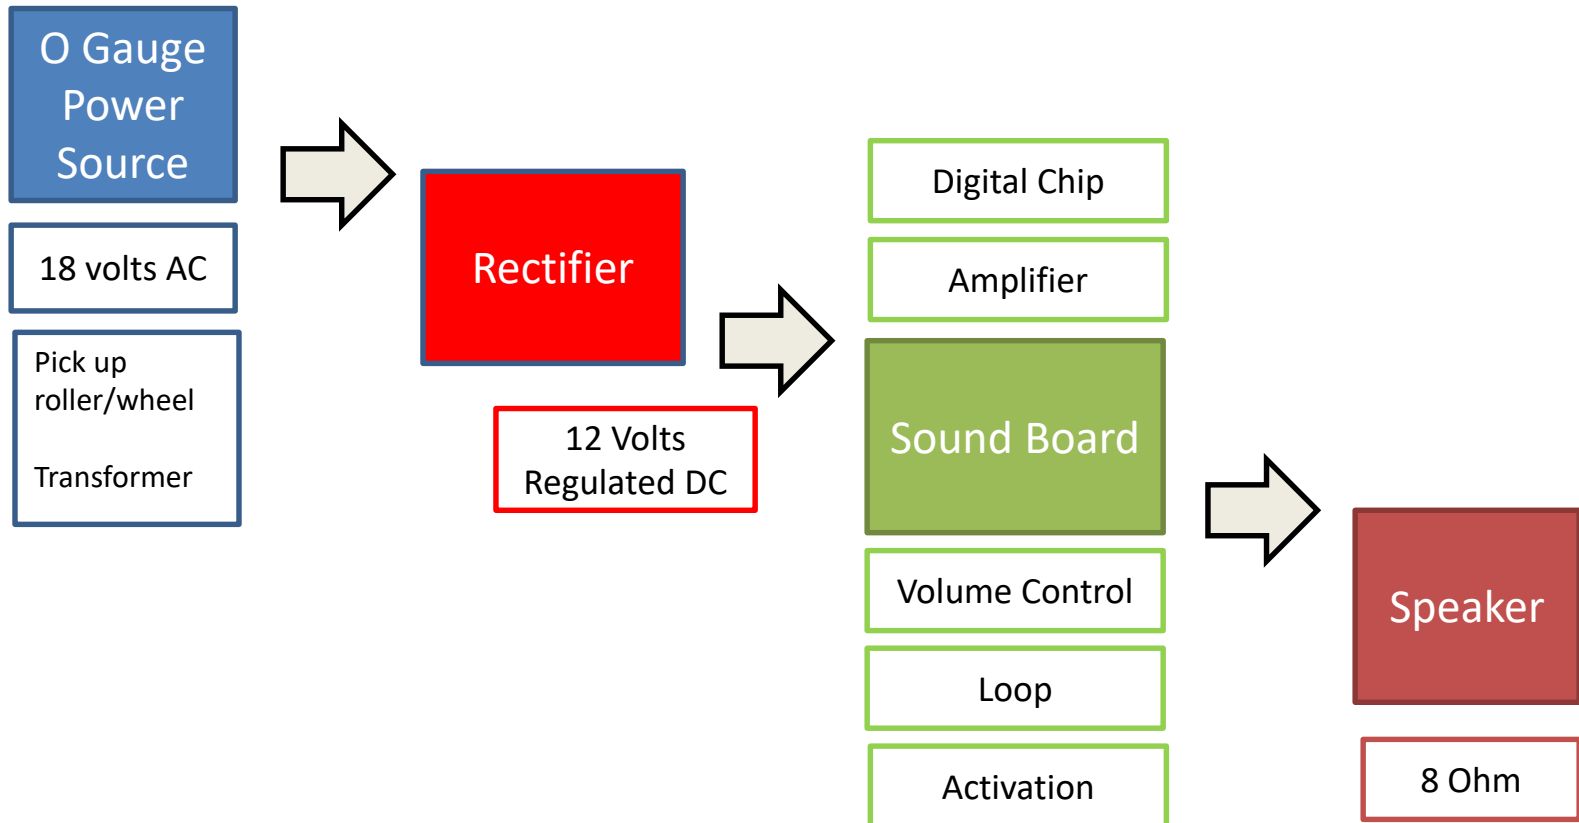 O Gauge
Power
Source
18 volts AC
Pick up
roller/wheel
Transformer
Rectifier
12 Volts
Regulated DC
Digital Chip
Amplifier
Sound Board
Volume Control
Loop
Activation
Speaker
8 Ohm